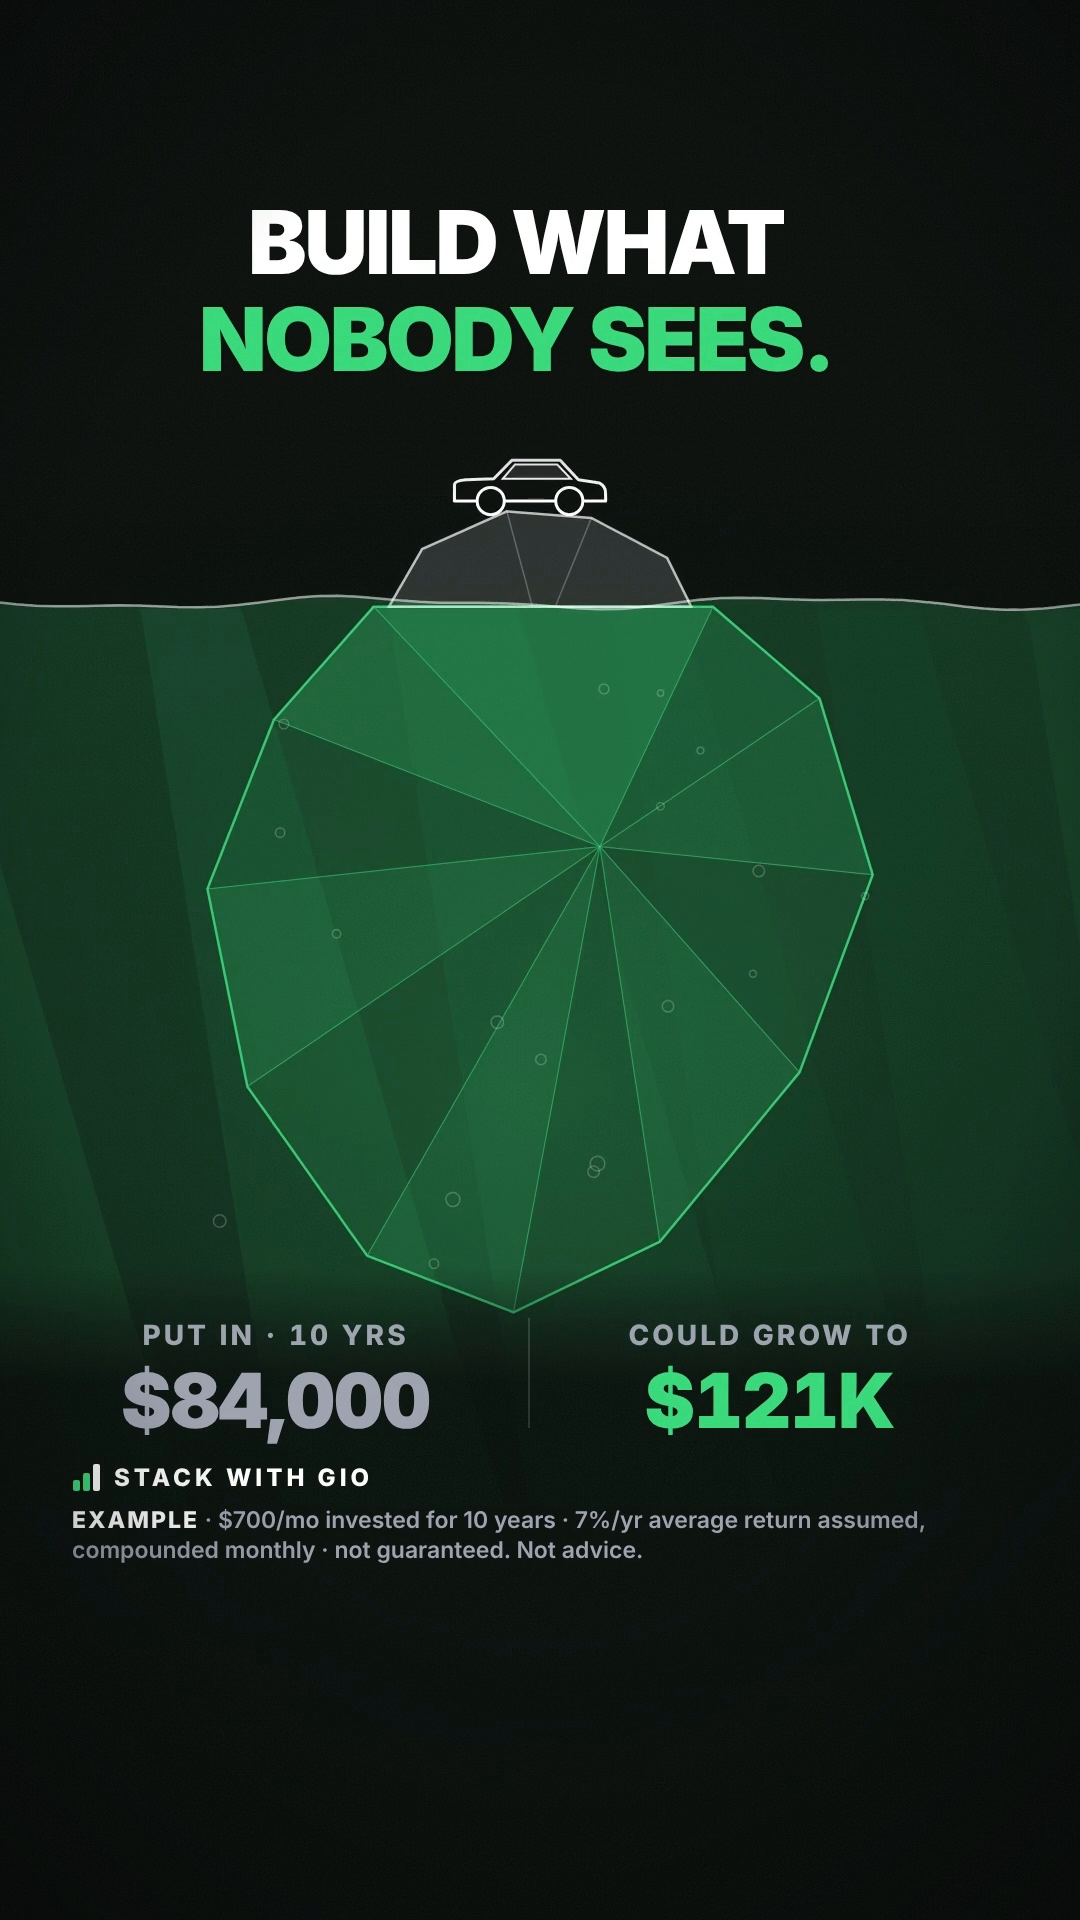 BUILD WHAT
NOBODY SEES.
PUT IN · 10 YRS
$84,000
COULD GROW TO
$121K
STACK WITH GIO
EXAMPLE · $700/mo invested for 10 years · 7%/yr average return assumed,
compounded monthly · not guaranteed. Not advice.